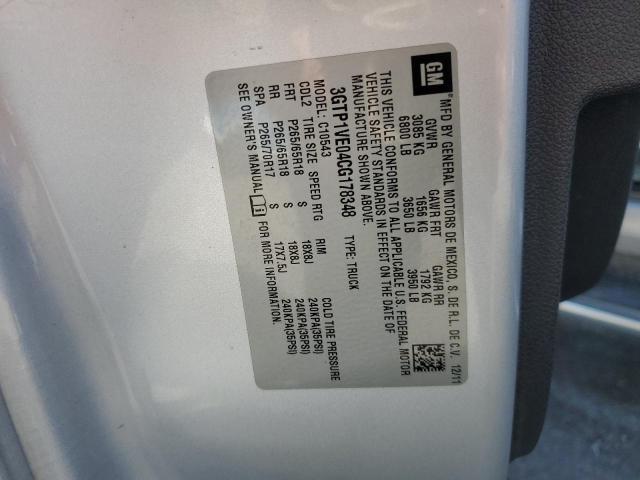 GM
MFD BY GENERAL MOTORS DE MEXICO, S. DE R.L. DE C.V. 12/11
GVWR GAWR FRT GAWR RR
3085 KG 1656 KG 1792 KG
6800 LB 3650 LB 3950 LB
THIS VEHICLE CONFORMS TO ALL APPLICABLE U.S. FEDERAL MOTOR
VEHICLE SAFETY STANDARDS IN EFFECT ON THE DATE OF
MANUFACTURE SHOWN ABOVE.
3GTP1VE04CG178348 TYPE: TRUCK
MODEL: C10543
CDL2 TIRE SIZE SPEED RTG RIM COLD TIRE PRESSURE
FRT P265/65R18 S 18X8J 240KPA(35PSI)
RR P265/65R18 S 18X8J 240KPA(35PSI)
SPA P265/70R17 S 17X7.5J 240KPA(35PSI)
SEE OWNER'S MANUAL FOR MORE INFORMATION.